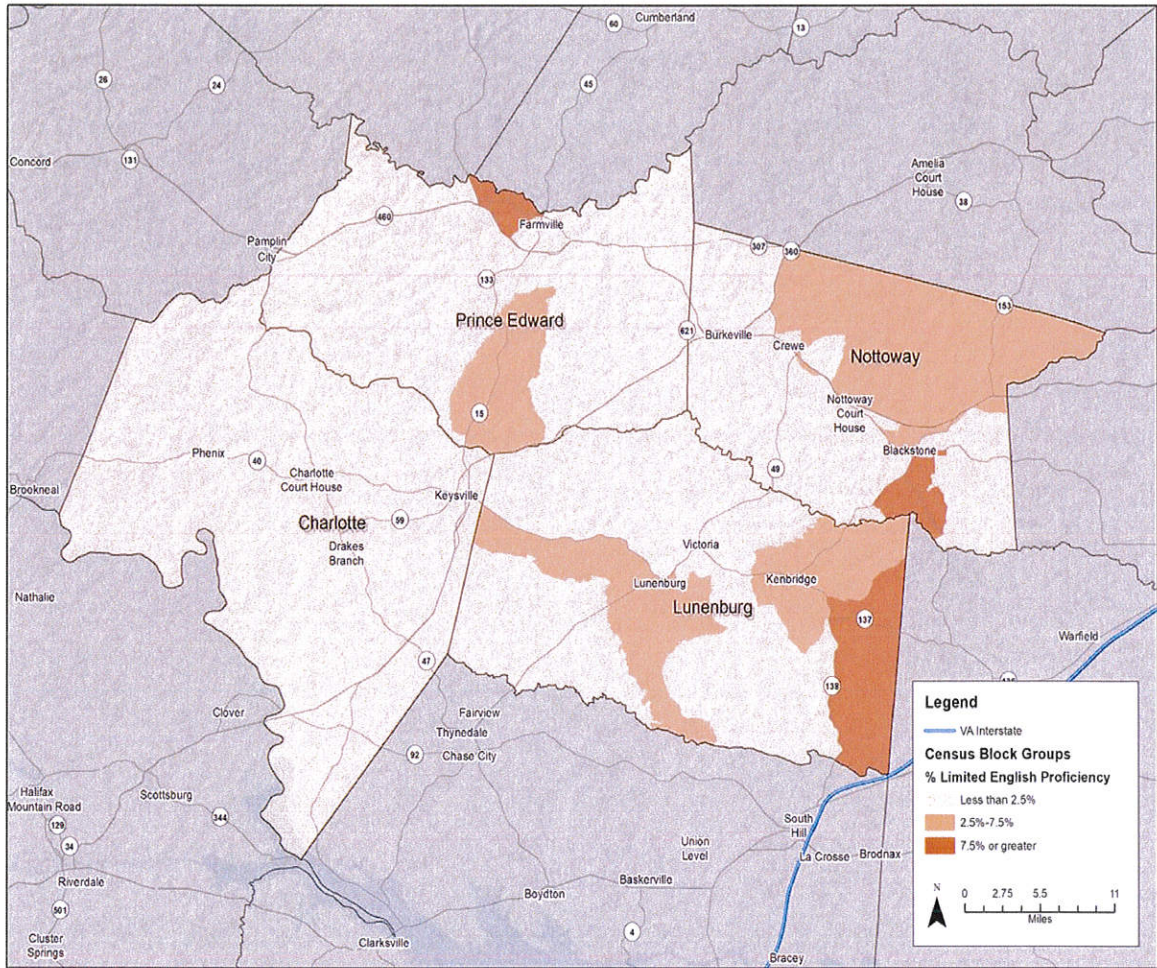 Cumberland
60
13
26
24
45
Concord
131
Amelia
Court
House
38
460
Farmville
Pamplin
City
307
360
133
153
Prince Edward
621
Burkeville
Crewe
Nottoway
15
Nottoway
Court
House
Phenix
40
Charlotte
Court House
49
Blackstone
Brookneal
Keysville
Charlotte
59
Drakes
Branch
Victoria
Lunenburg
Kenbridge
Nathalie
Lunenburg
137
Warfield
47
138
Clover
Fairview
Thynedale
92
Chase City
Halifax
Mountain Road
129
34
Scottsburg
344
South
Hill
Union
Level
La Crosse
Brodnax
Riverdale
Baskerville
Boydton
501
Cluster
Springs
Clarksville
4
Bracey
Legend
VA Interstate
Census Block Groups
% Limited English Proficiency
Less than 2.5%
2.5%-7.5%
7.5% or greater
N
0 2.75 5.5 11
Miles